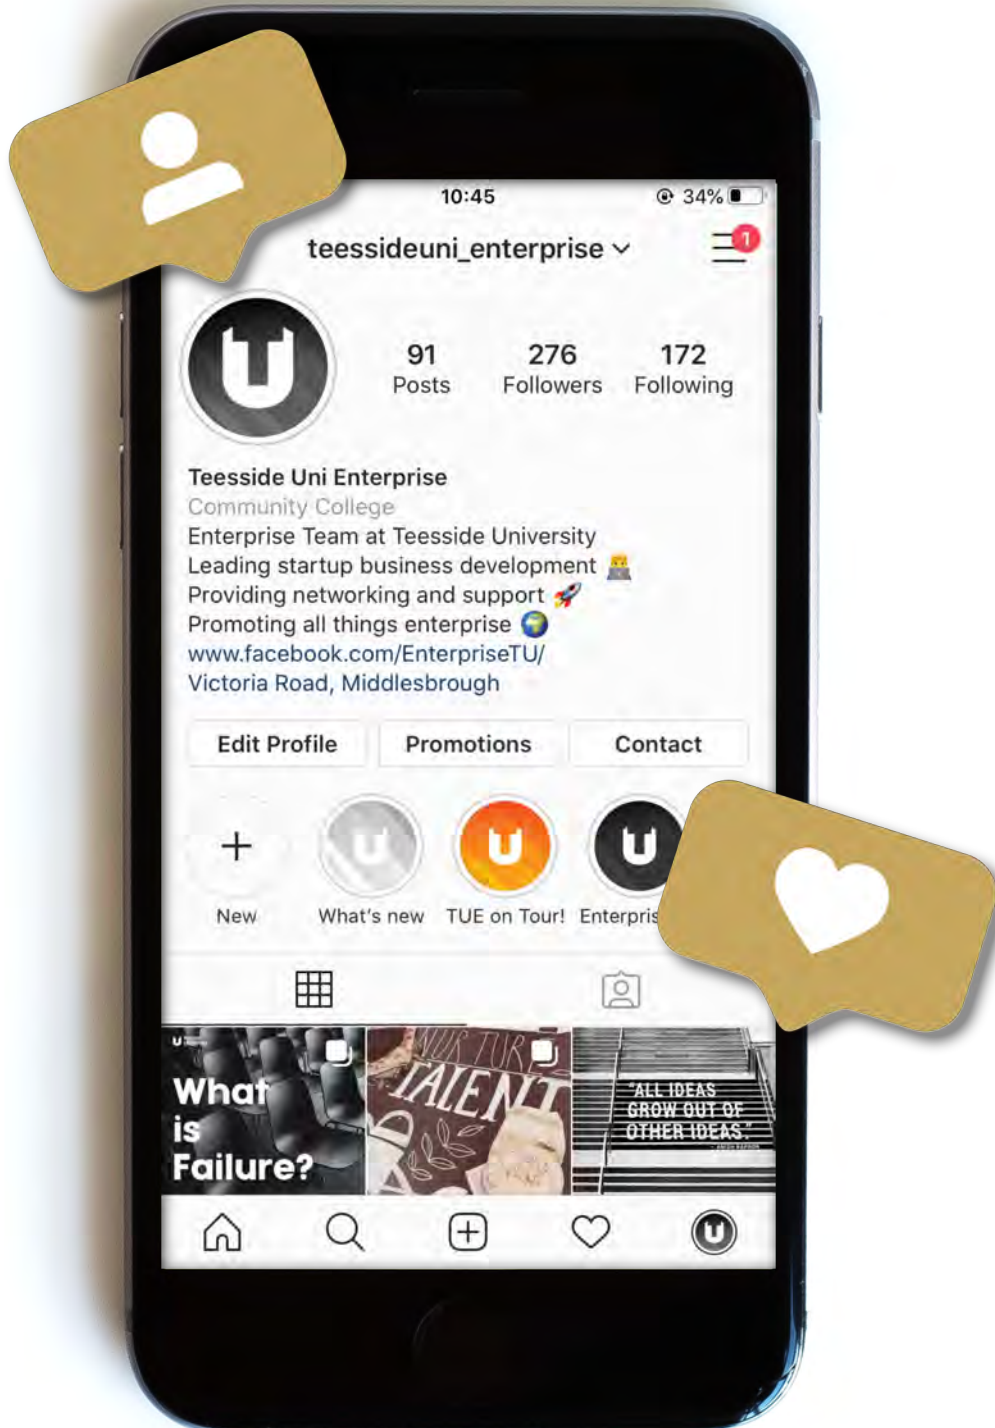 10:45
34%
teessideuni_enterprise
1
91
276
172
Posts
Followers
Following
Teesside Uni Enterprise
Community College
Enterprise Team at Teesside University
Leading startup business development
Providing networking and support
Promoting all things enterprise
www.facebook.com/EnterpriseTU/
Victoria Road, Middlesbrough
Edit Profile
Promotions
Contact
New
What's new
TUE on Tour!
What
is
Failure?
NURTURE
TALENT
"ALL IDEAS
GROW OUT OF
OTHER IDEAS."